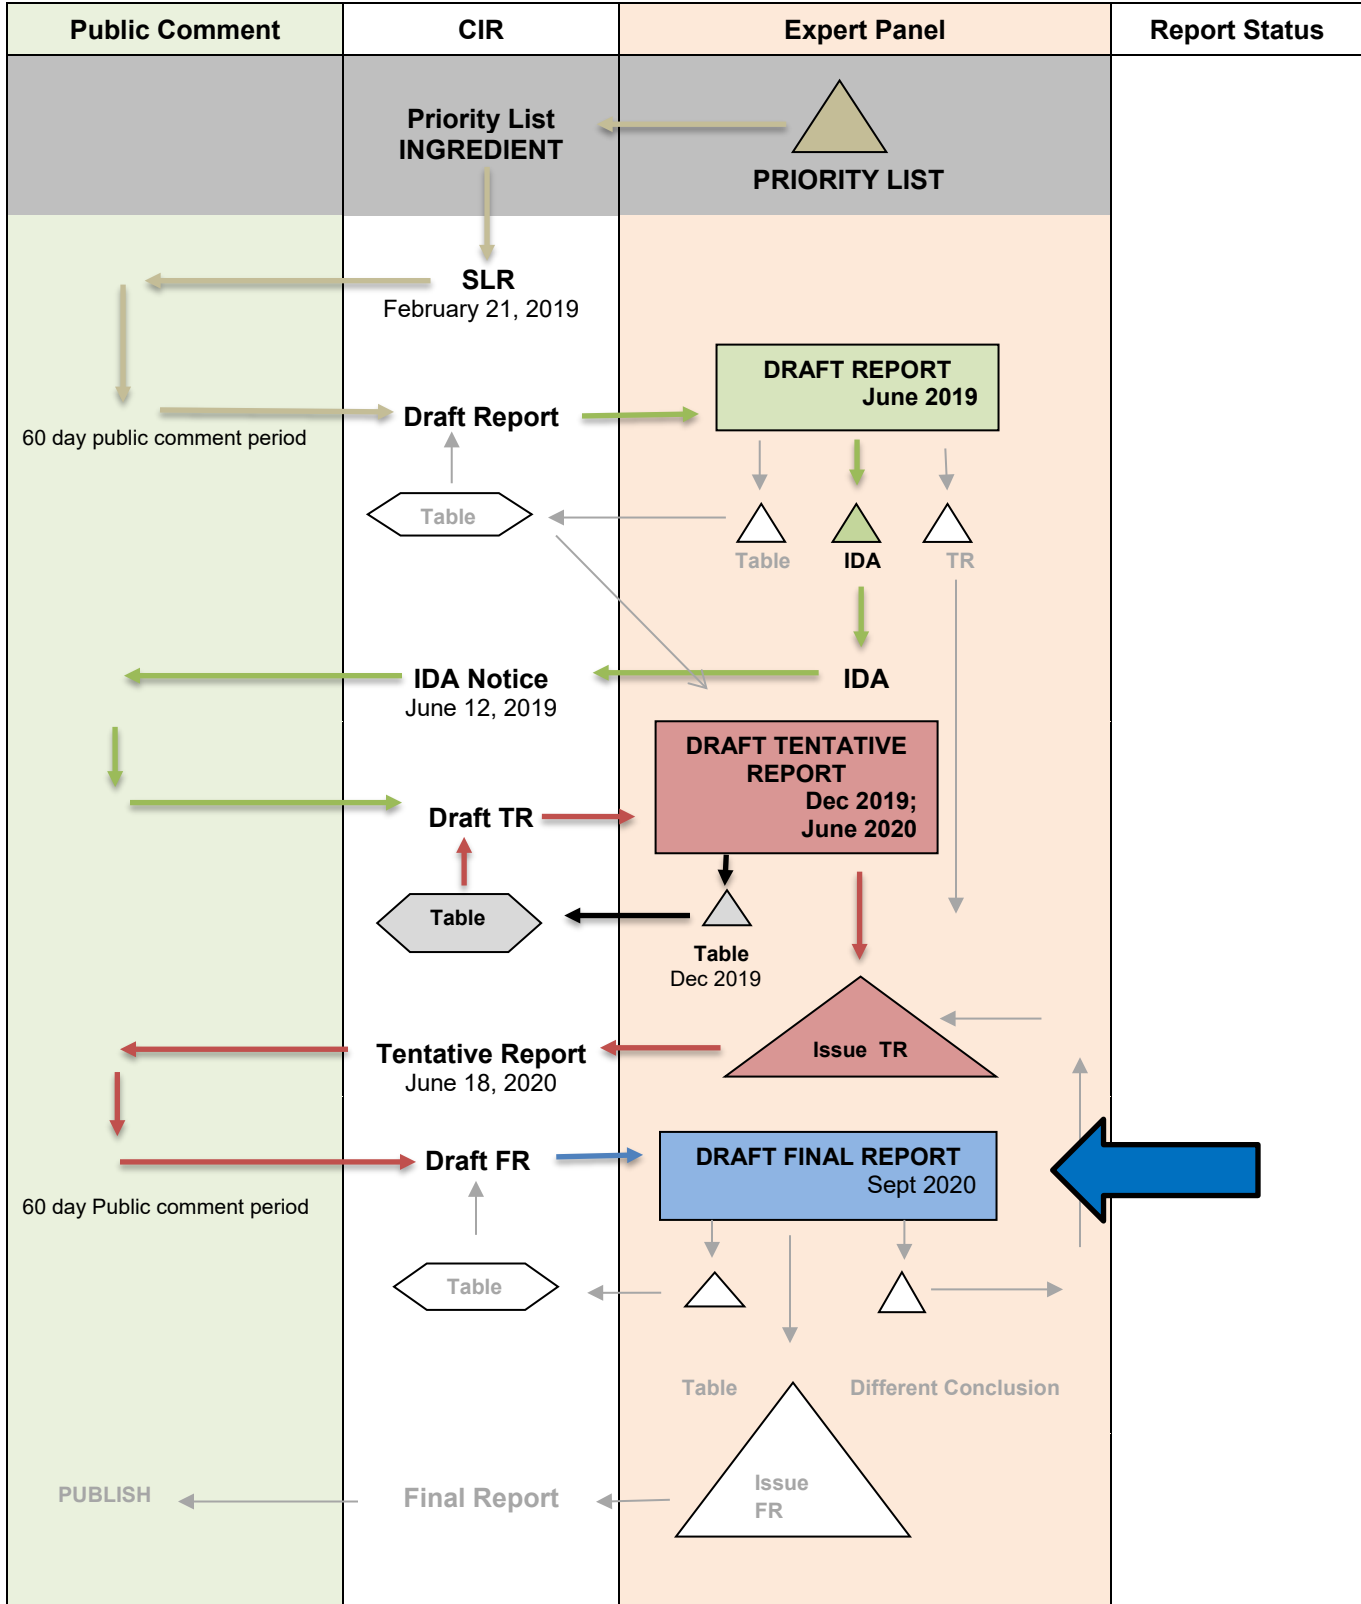 Public Comment
CIR
Expert Panel
Report Status
Priority List
INGREDIENT
PRIORITY LIST
SLR
February 21, 2019
60 day public comment period
Draft Report
DRAFT REPORT
June 2019
Table
Table
IDA
TR
IDA Notice
June 12, 2019
IDA
DRAFT TENTATIVE
REPORT
Dec 2019;
June 2020
Draft TR
Table
Table
Dec 2019
Issue TR
Tentative Report
June 18, 2020
60 day Public comment period
Draft FR
DRAFT FINAL REPORT
Sept 2020
Table
Table
Different Conclusion
PUBLISH
Final Report
Issue
FR